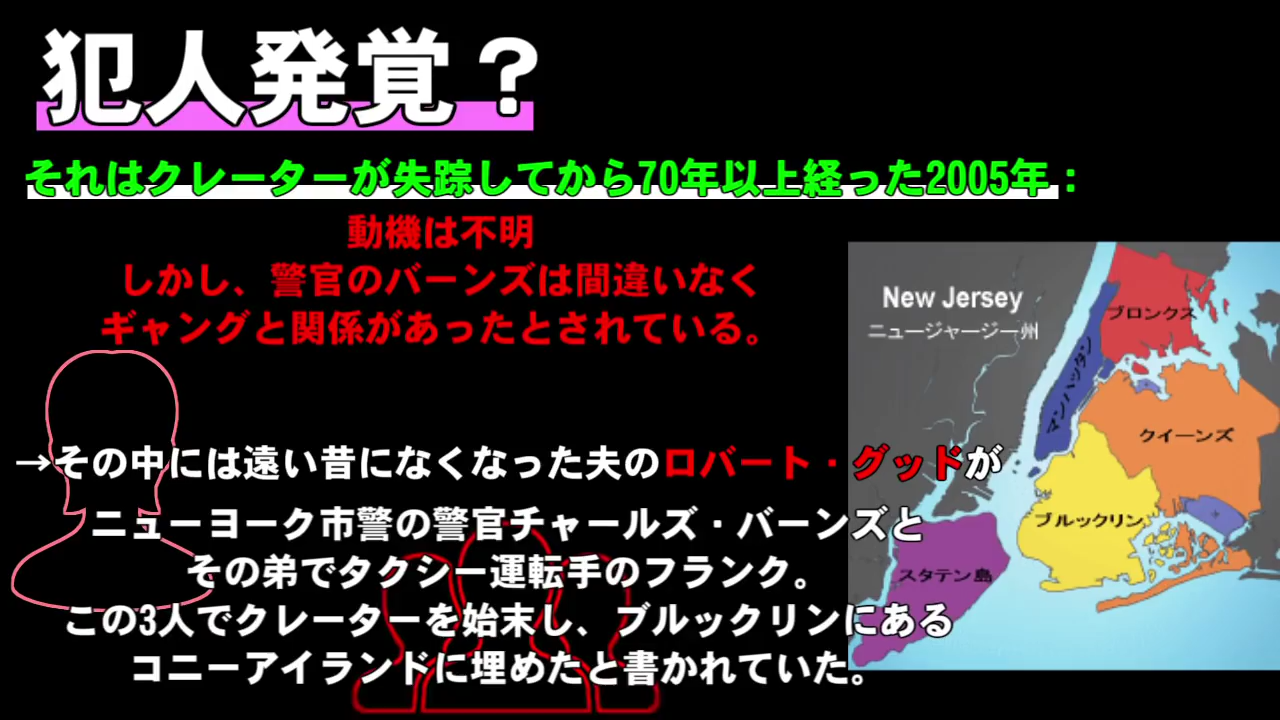 犯人発覚？
それはクレーターが失踪してから70年以上経った2005年：
動機は不明
しかし、警官のバーンズは間違いなく
ギャングと関係があったとされている。
→その中には遠い昔になくなった夫のロバート・グッドが
ニューヨーク市警の警官チャールズ・バーンズと
その弟でタクシー運転手のフランク。
この3人でクレーターを始末し、ブルックリンにある
コニーアイランドに埋めたと書かれていた。
New Jersey
ニュージャージー州
ブロンクス
マンハッタン
クイーンズ
ブルックリン
スタテン島